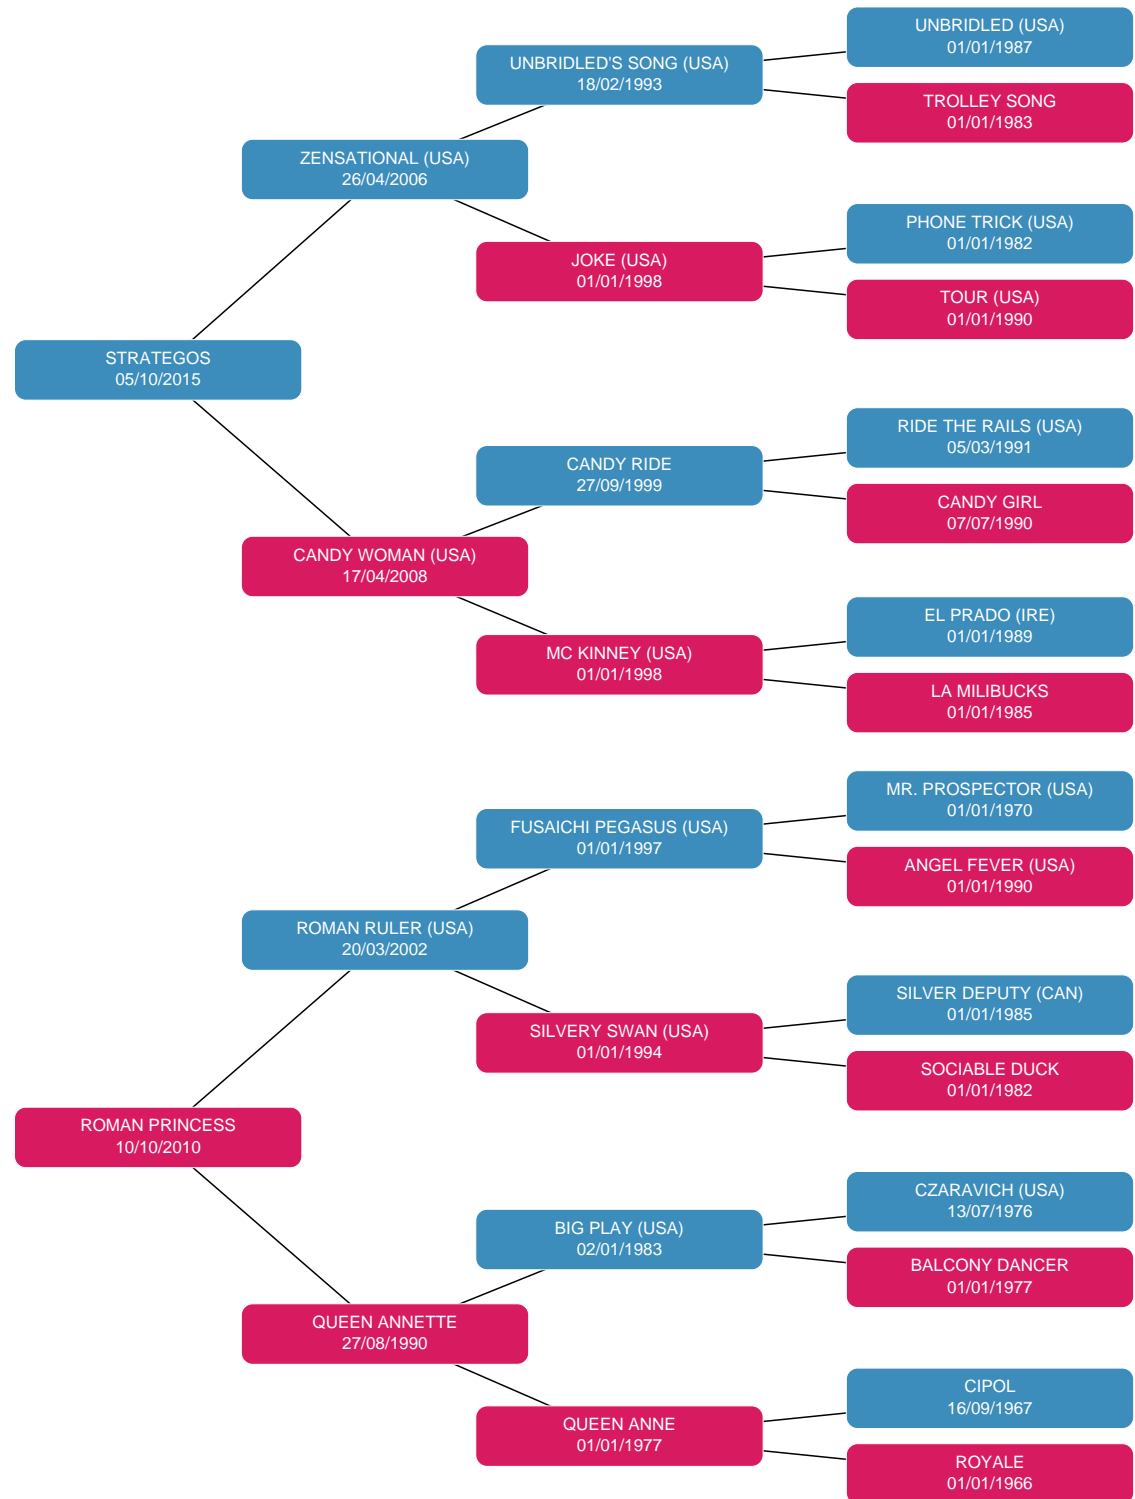 UNBRIDLED (USA)
01/01/1987
UNBRIDLED'S SONG (USA)
18/02/1993
TROLLEY SONG
01/01/1983
ZENSATIONAL (USA)
26/04/2006
PHONE TRICK (USA)
01/01/1982
JOKE (USA)
01/01/1998
TOUR (USA)
01/01/1990
STRATEGOS
05/10/2015
RIDE THE RAILS (USA)
05/03/1991
CANDY RIDE
27/09/1999
CANDY GIRL
07/07/1990
CANDY WOMAN (USA)
17/04/2008
EL PRADO (IRE)
01/01/1989
MC KINNEY (USA)
01/01/1998
LA MILIBUCKS
01/01/1985
MR. PROSPECTOR (USA)
01/01/1970
FUSAICHI PEGASUS (USA)
01/01/1997
ANGEL FEVER (USA)
01/01/1990
ROMAN RULER (USA)
20/03/2002
SILVER DEPUTY (CAN)
01/01/1985
SILVERY SWAN (USA)
01/01/1994
SOCIABLE DUCK
01/01/1982
ROMAN PRINCESS
10/10/2010
CZARAVICH (USA)
13/07/1976
BIG PLAY (USA)
02/01/1983
BALCONY DANCER
01/01/1977
QUEEN ANNETTE
27/08/1990
CIPOL
16/09/1967
QUEEN ANNE
01/01/1977
ROYALE
01/01/1966